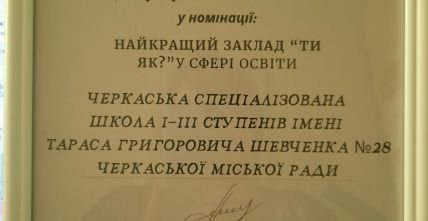 у номінації:
НАЙКРАЩИЙ ЗАКЛАД “ТИ
ЯК?”У СФЕРІ ОСВІТИ
ЧЕРКАСЬКА СПЕЦІАЛІЗОВАНА
ШКОЛА І-ІІІ СТУПЕНІВ ІМЕНІ
ТАРАСА ГРИГОРОВИЧА ШЕВЧЕНКА №28
ЧЕРКАСЬКОЇ МІСЬКОЇ РАДИ